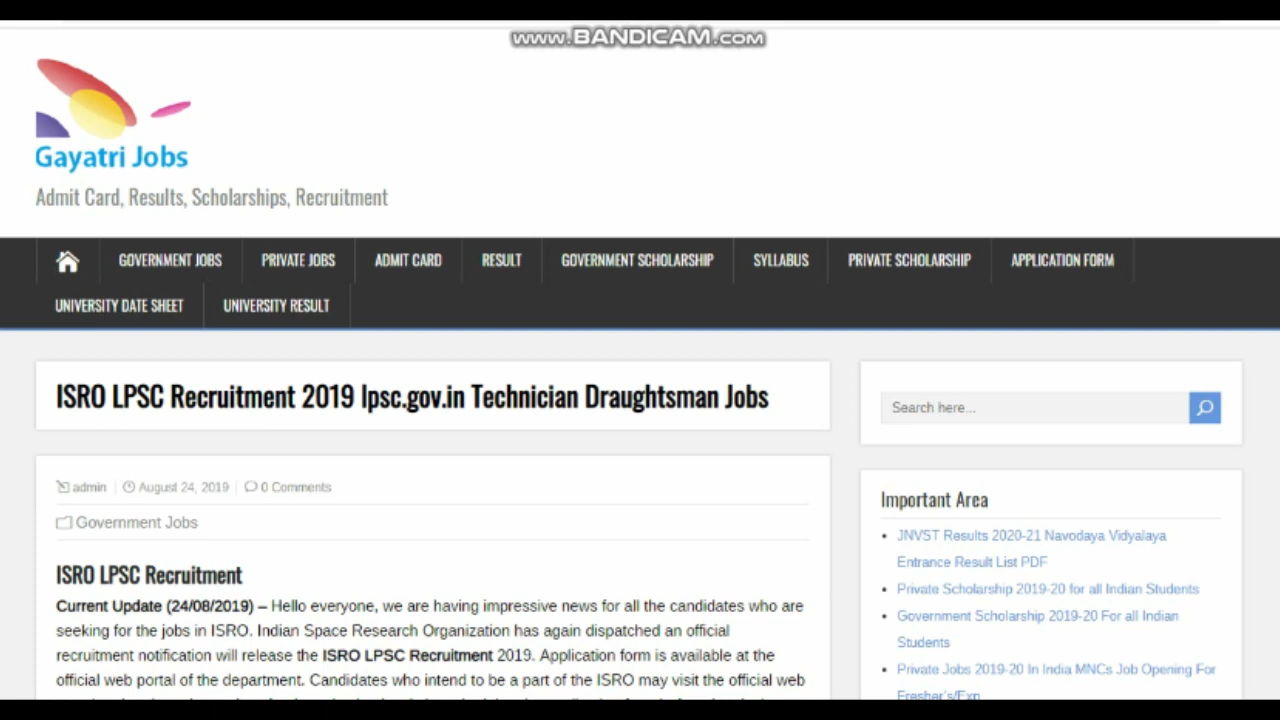 www.BANDICAM.com
Gayatri Jobs
Admit Card, Results, Scholarships, Recruitment
GOVERNMENT JOBS PRIVATE JOBS ADMIT CARD RESULT GOVERNMENT SCHOLARSHIP SYLLABUS PRIVATE SCHOLARSHIP APPLICATION FORM
UNIVERSITY DATE SHEET UNIVERSITY RESULT
ISRO LPSC Recruitment 2019 lpsc.gov.in Technician Draughtsman Jobs
admin August 24, 2019 0 Comments
Government Jobs
ISRO LPSC Recruitment
Current Update (24/08/2019) – Hello everyone, we are having impressive news for all the candidates who are
seeking for the jobs in ISRO. Indian Space Research Organization has again dispatched an official
recruitment notification will release the ISRO LPSC Recruitment 2019. Application form is available at the
official web portal of the department. Candidates who intend to be a part of the ISRO may visit the official web
Search here...
Important Area
JNVST Results 2020-21 Navodaya Vidyalaya
Entrance Result List PDF
Private Scholarship 2019-20 for all Indian Students
Government Scholarship 2019-20 For all Indian
Students
Private Jobs 2019-20 In India MNCs Job Opening For
Fresher's/Exp